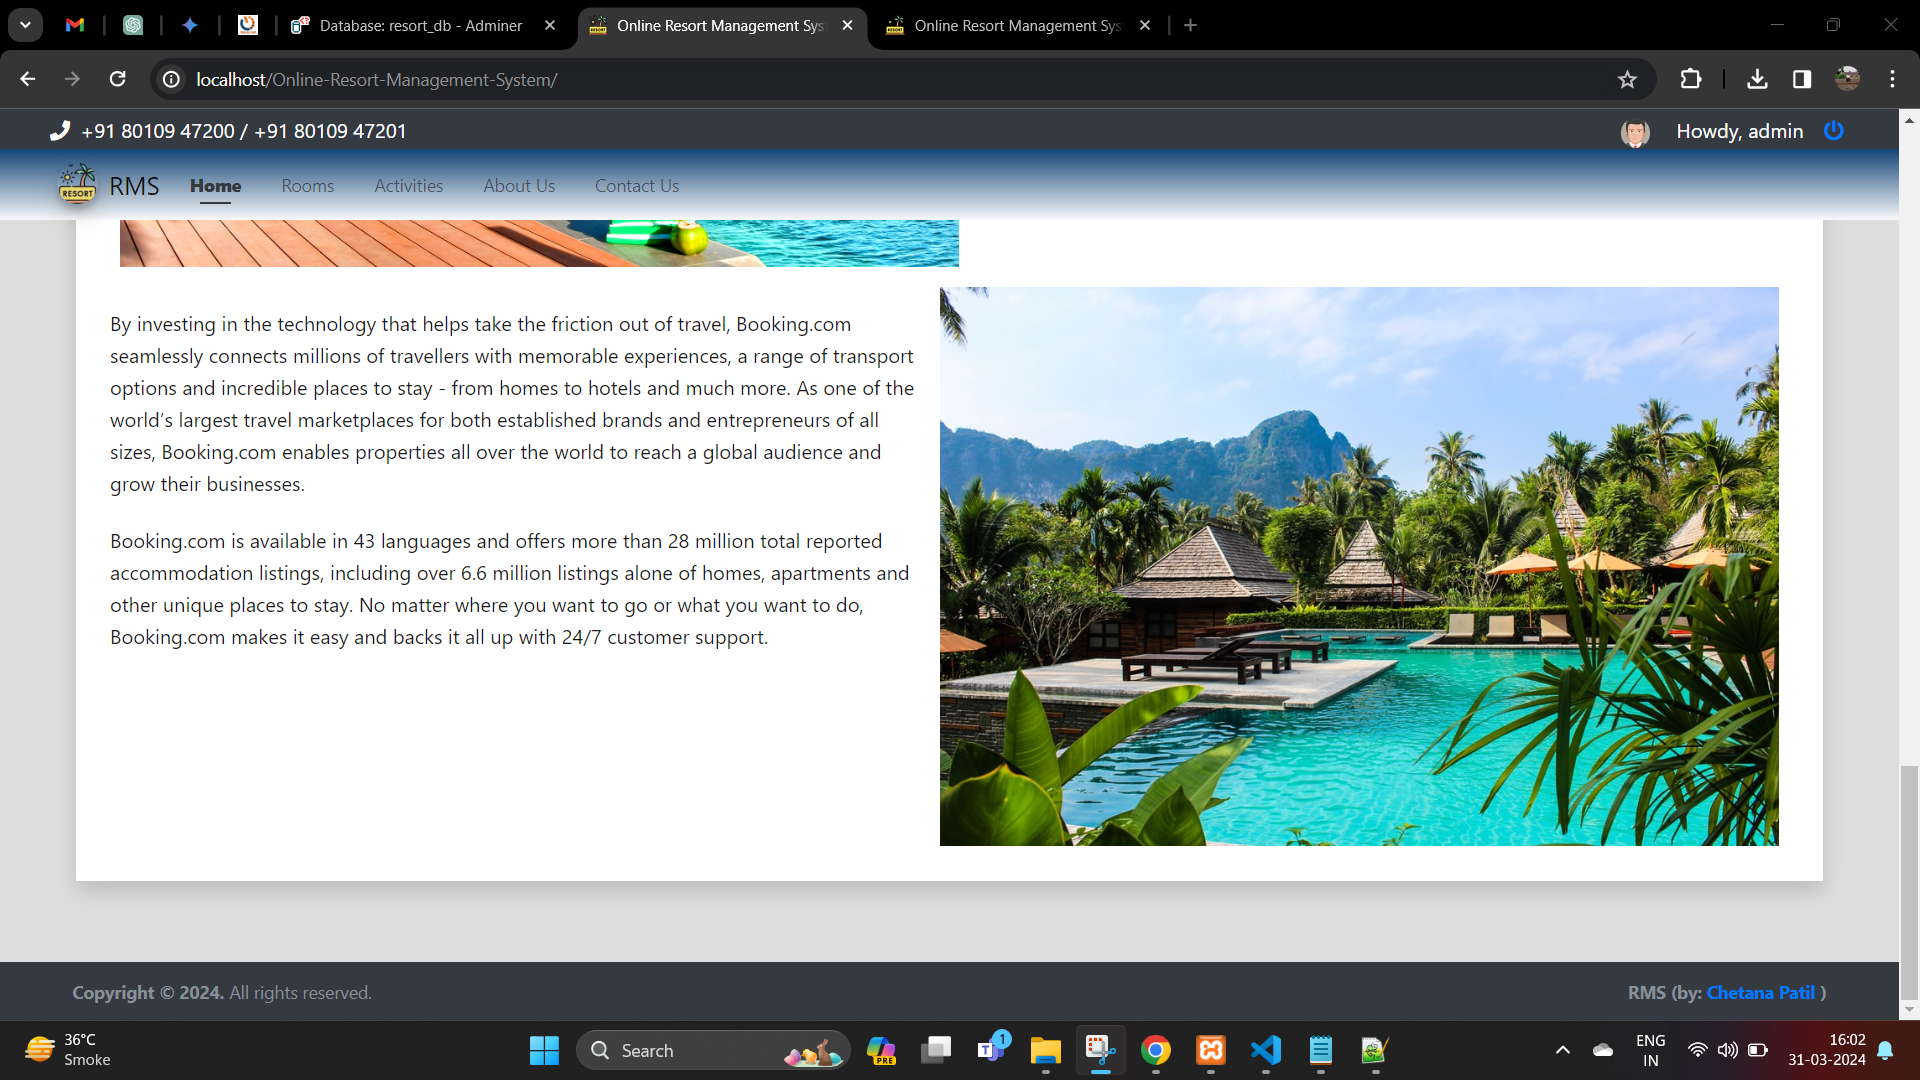 Database: resort_db - Adminer
Online Resort Management Sys
Online Resort Management Sys
localhost/Online-Resort-Management-System/
+91 80109 47200 / +91 80109 47201
Howdy, admin
RESORT
RMS
Home
Rooms
Activities
About Us
Contact Us
By investing in the technology that helps take the friction out of travel, Booking.com
seamlessly connects millions of travellers with memorable experiences, a range of transport
options and incredible places to stay - from homes to hotels and much more. As one of the
world’s largest travel marketplaces for both established brands and entrepreneurs of all
sizes, Booking.com enables properties all over the world to reach a global audience and
grow their businesses.
Booking.com is available in 43 languages and offers more than 28 million total reported
accommodation listings, including over 6.6 million listings alone of homes, apartments and
other unique places to stay. No matter where you want to go or what you want to do,
Booking.com makes it easy and backs it all up with 24/7 customer support.
Copyright © 2024. All rights reserved.
RMS (by: Chetana Patil )
36°C
Smoke
Search
PRE
1
ENG
IN
16:02
31-03-2024